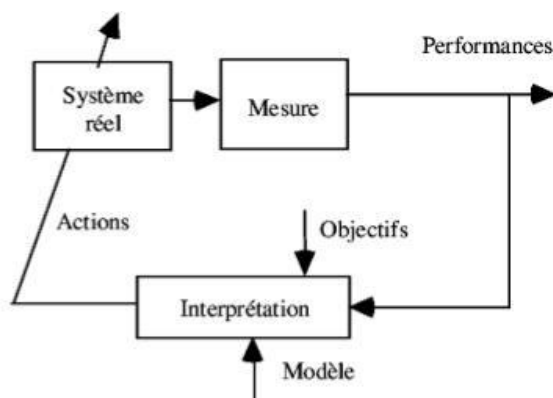 Performances
Système
réel
Mesure
Actions
Objectifs
Interprétation
Modèle